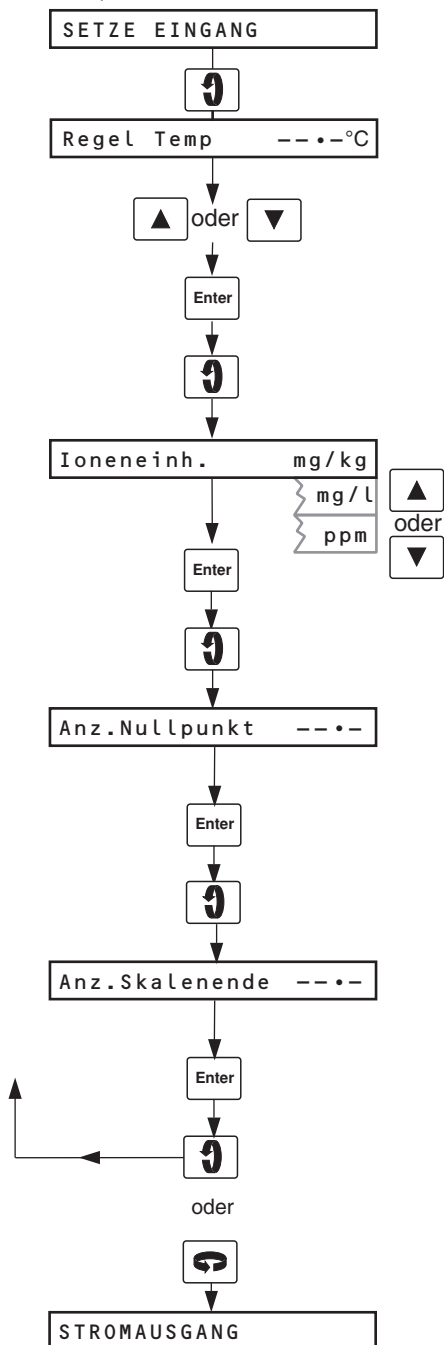 SETZE EINGANG
Regel Temp --.-°C
▲ oder ▼
Enter
Ioneneinh. mg/kg
mg/l
▲
oder
ppm
▼
Enter
Anz.Nullpunkt --.-
Enter
Anz.Skalenende --.-
Enter
oder
STROMAUSGANG